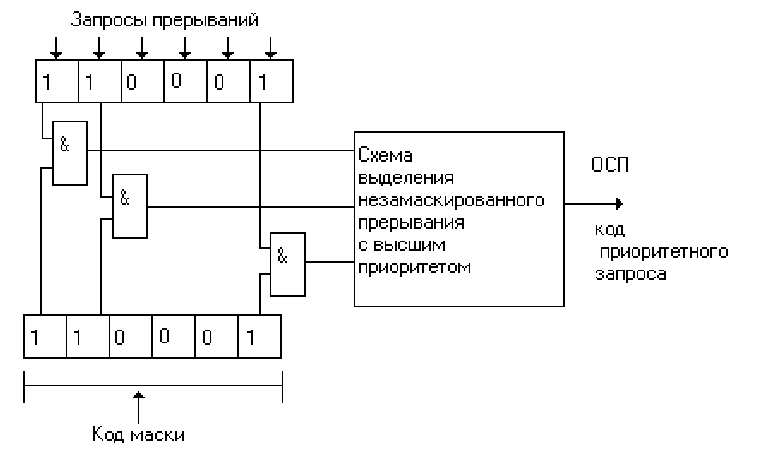 Запросы прерываний
1 1 0 0 0 1
&
&
&
Схема
выделения
незамаскированного
прерывания
с высшим
приоритетом
ОСП
код
приоритетного
запроса
1 1 0 0 0 1
Код маски